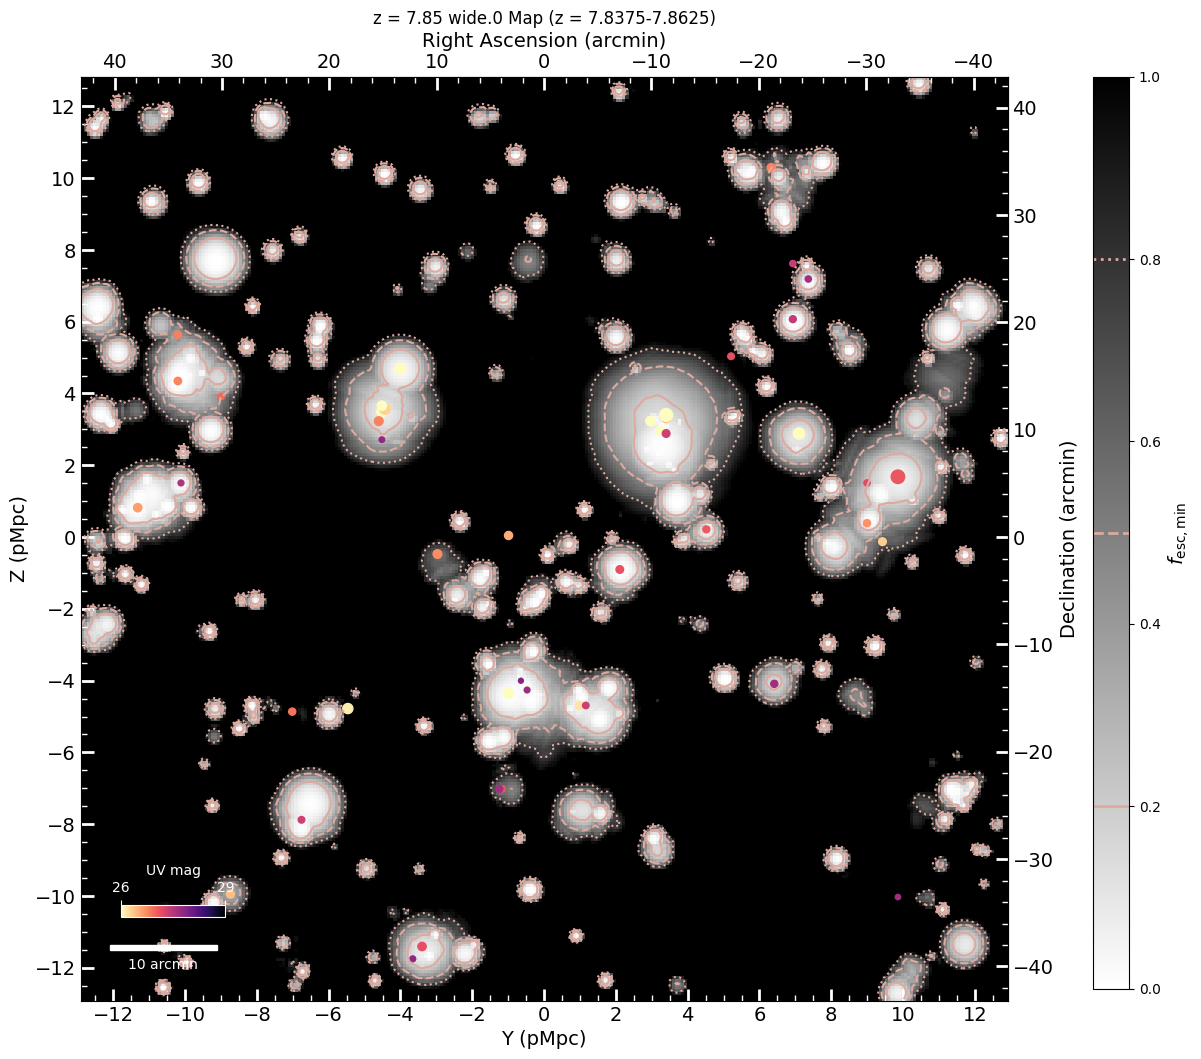 z = 7.85 wide.0 Map (z = 7.8375-7.8625)
Right Ascension (arcmin)
40 30 20 10 0 −10 −20 −30 −40
12 10 8 6 4 2 0 −2 −4 −6 −8 −10 −12
Z (pMpc)
40 30 20 10 0 −10 −20 −30 −40
Declination (arcmin)
1.0 0.8 0.6 0.4 0.2 0.0
f_esc,min
UV mag
26 29
10 arcmin
−12 −10 −8 −6 −4 −2 0 2 4 6 8 10 12
Y (pMpc)